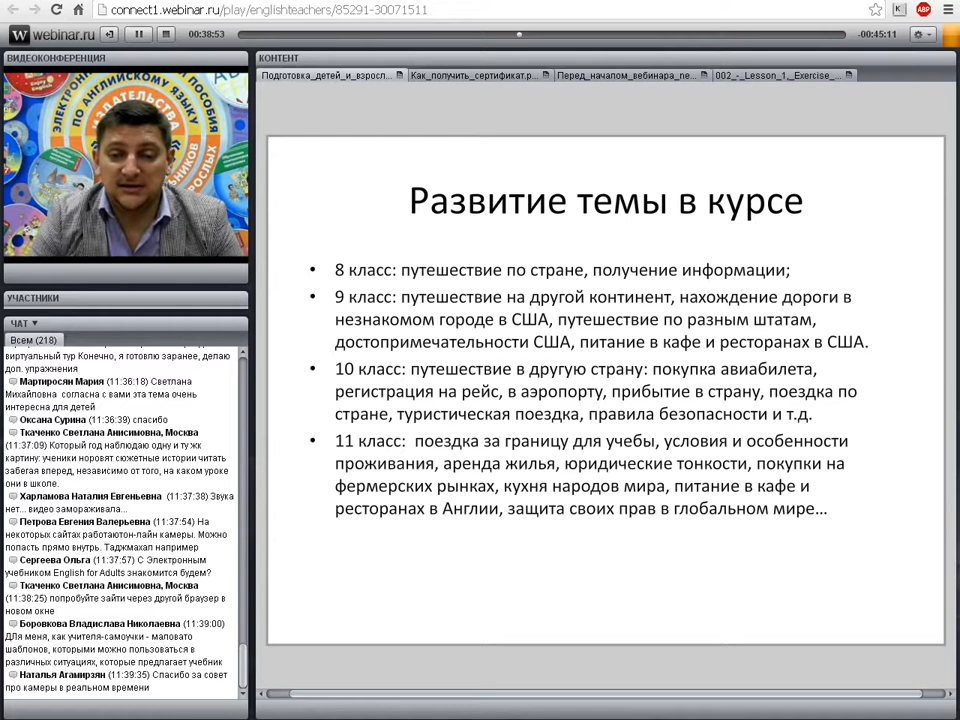 connect1.webinar.ru/play/englishteachers/85291-30071511
webinar.ru
00:38:53
-00:45:11
ВИДЕОКОНФЕРЕНЦИЯ
ЭЛЕКТРОННЫЕ
ПО АНГЛИЙСКОМУ ЯЗЫКУ
ПОСОБИЯ
ИЗДАТЕЛЬСТВА
УЧАСТНИКИ
ЧАТ
Всем (218)
виртуальный тур Конечно, я готовлю заранее, делаю
доп. упражнения
Мартиросян Мария (11:36:18) Светлана
Михайловна согласна с вами эта тема очень
интересна для детей
Оксана Сурина (11:36:39) спасибо
Ткаченко Светлана Анисимовна, Москва
(11:37:09) Который год наблюдаю одну и ту жк
картину: ученики норовят сюжетные истории читать
забегая вперед, независимо от того, на каком уроке
они в школе.
Харламова Наталия Евгеньевна (11:37:38) Звука
нет... видео замораживала...
Петрова Евгения Валерьевна (11:37:54) На
некоторых сайтах работаютон-лайн камеры. Можно
попасть прямо внутрь. Таджмахал например
Сергеева Ольга (11:37:57) С Электронным
учебником English for Adults знакомится будем?
Ткаченко Светлана Анисимовна, Москва
(11:38:25) попробуйте зайти через другой браузер в
новом окне
Боровкова Владислава Николаевна (11:39:00)
ДЛя меня, как учителя-самоучки - маловато
шаблонов, которыми можно пользоваться в
различных ситуациях, которые предлагает учебник
Наталья Агамирзян (11:39:35) Спасибо за совет
про камеры в реальном времени
КОНТЕНТ
Подготовка_детей_и_взросл...
Как_получить_сертификат.р...
Перед_началом_вебинара_пе...
002_-_Lesson_1,_Exercise_...
Развитие темы в курсе
• 8 класс: путешествие по стране, получение информации;
• 9 класс: путешествие на другой континент, нахождение дороги в
незнакомом городе в США, путешествие по разным штатам,
достопримечательности США, питание в кафе и ресторанах в США.
• 10 класс: путешествие в другую страну: покупка авиабилета,
регистрация на рейс, в аэропорту, прибытие в страну, поездка по
стране, туристическая поездка, правила безопасности и т.д.
• 11 класс: поездка за границу для учебы, условия и особенности
проживания, аренда жилья, юридические тонкости, покупки на
фермерских рынках, кухня народов мира, питание в кафе и
ресторанах в Англии, защита своих прав в глобальном мире…